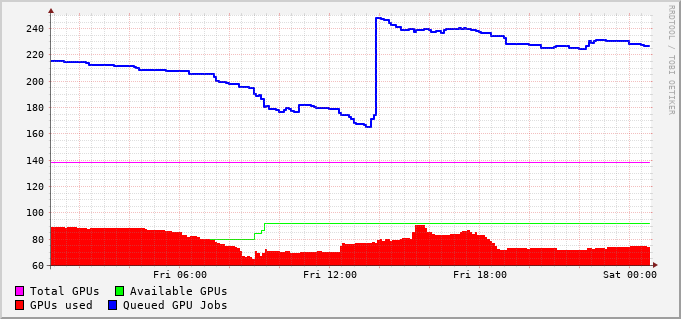 RRDTOOL / TOBI OETIKER
240
220
200
180
160
140
120
100
80
60
Fri 06:00 Fri 12:00 Fri 18:00 Sat 00:00
Total GPUs Available GPUs
GPUs used Queued GPU Jobs